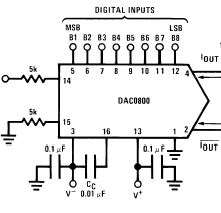 DIGITAL INPUTS
MSB LSB
B1 B2 B3 B4 B5 B6 B7 B8
5 6 7 8 9 10 11 12
5k 14 4 IOUT
DAC0800
5k 15 2 IOUT
3 16 13 1
0.1 μF CC 0.01 μF 0.1 μF
V− V+